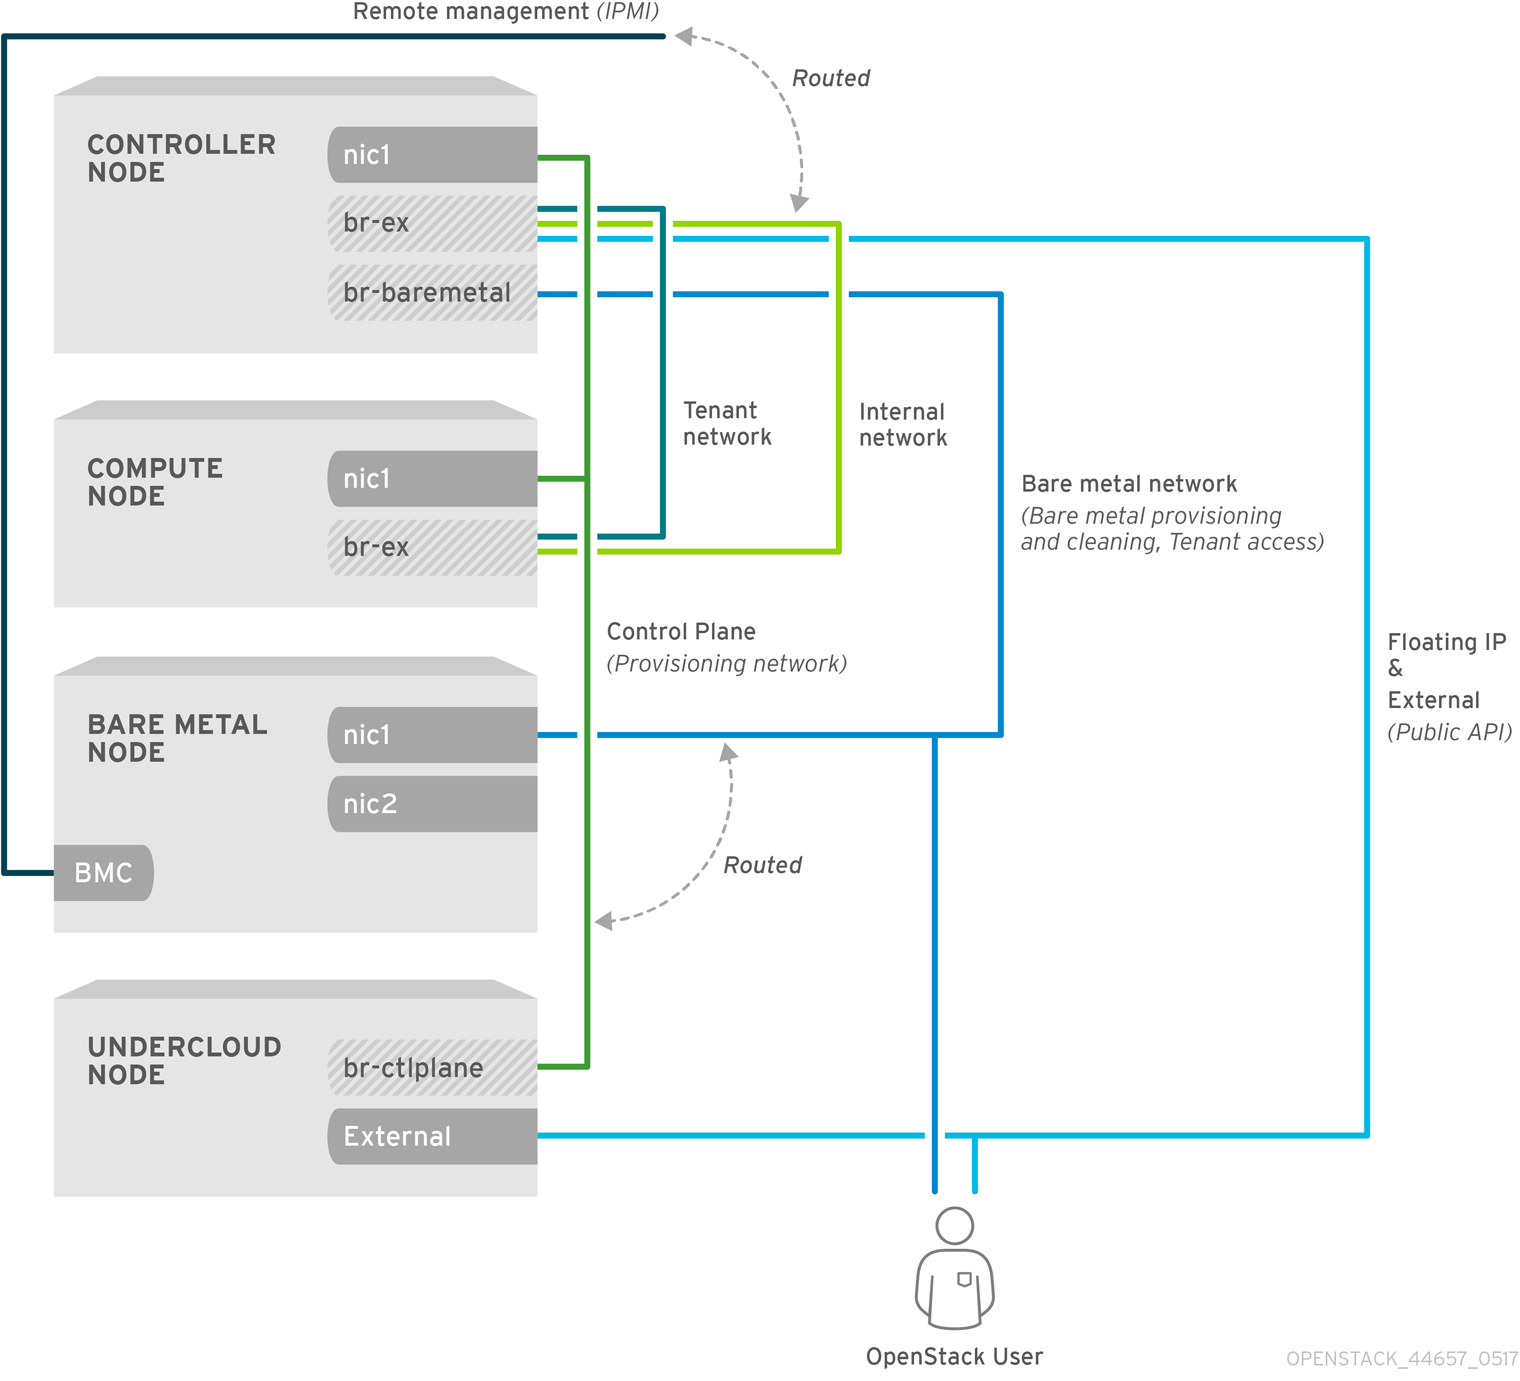 Remote management (IPMI)
Routed
CONTROLLER
NODE
nic1
br-ex
br-baremetal
Tenant
network
Internal
network
COMPUTE
NODE
nic1
br-ex
Bare metal network
(Bare metal provisioning
and cleaning, Tenant access)
Control Plane
(Provisioning network)
Floating IP
&
External
(Public API)
BARE METAL
NODE
nic1
nic2
BMC
Routed
UNDERCLOUD
NODE
br-ctlplane
External
OpenStack User
OPENSTACK_44657_0517